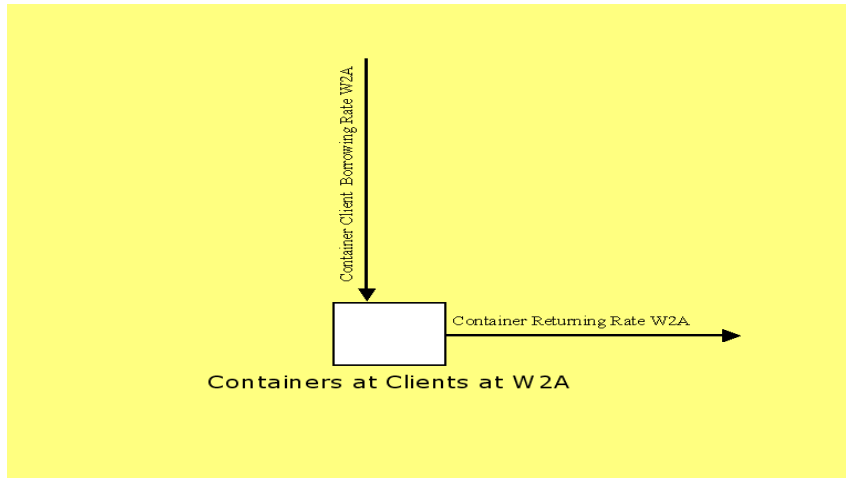 Container Client Borrowing Rate W2A
Container Returning Rate W2A
Containers at Clients at W2A